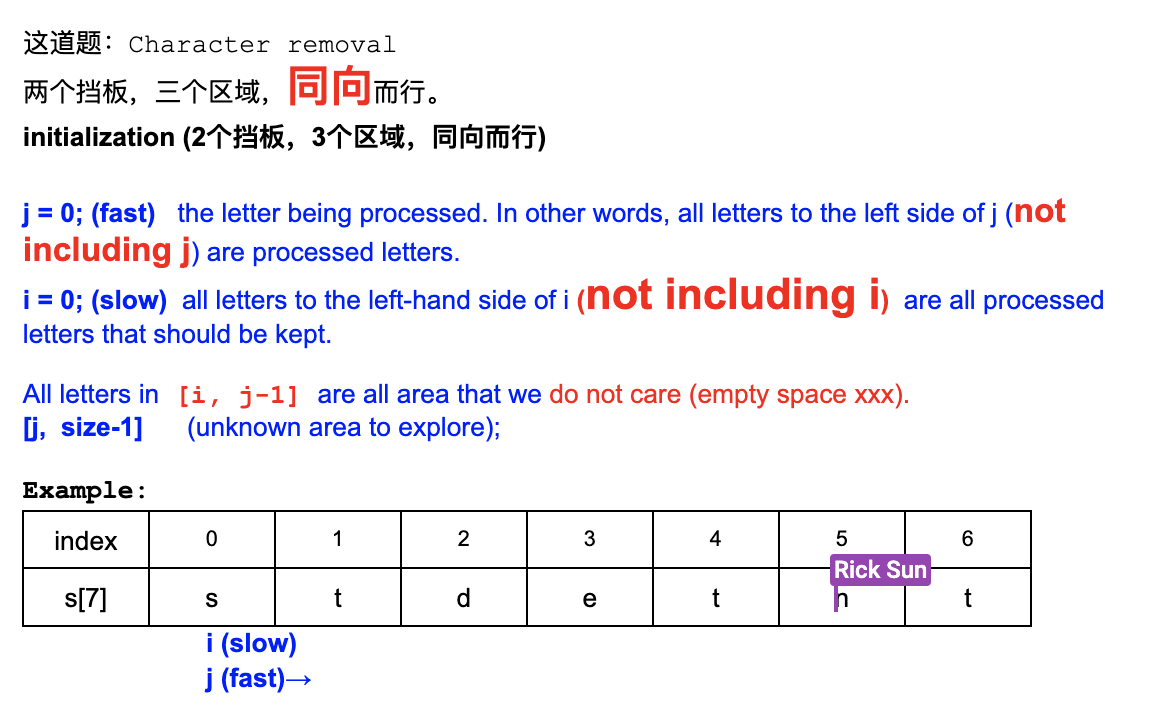 这道题：Character removal
两个挡板，三个区域，同向而行。
initialization (2个挡板，3个区域，同向而行)
j = 0; (fast) the letter being processed. In other words, all letters to the left side of j (not
including j) are processed letters.
i = 0; (slow) all letters to the left-hand side of i (not including i) are all processed
letters that should be kept.
All letters in [i, j-1] are all area that we do not care (empty space xxx).
[j, size-1] (unknown area to explore);
Example:
index 0 1 2 3 4 5 6
Rick Sun
s[7] s t d e t n t
i (slow)
j (fast)→